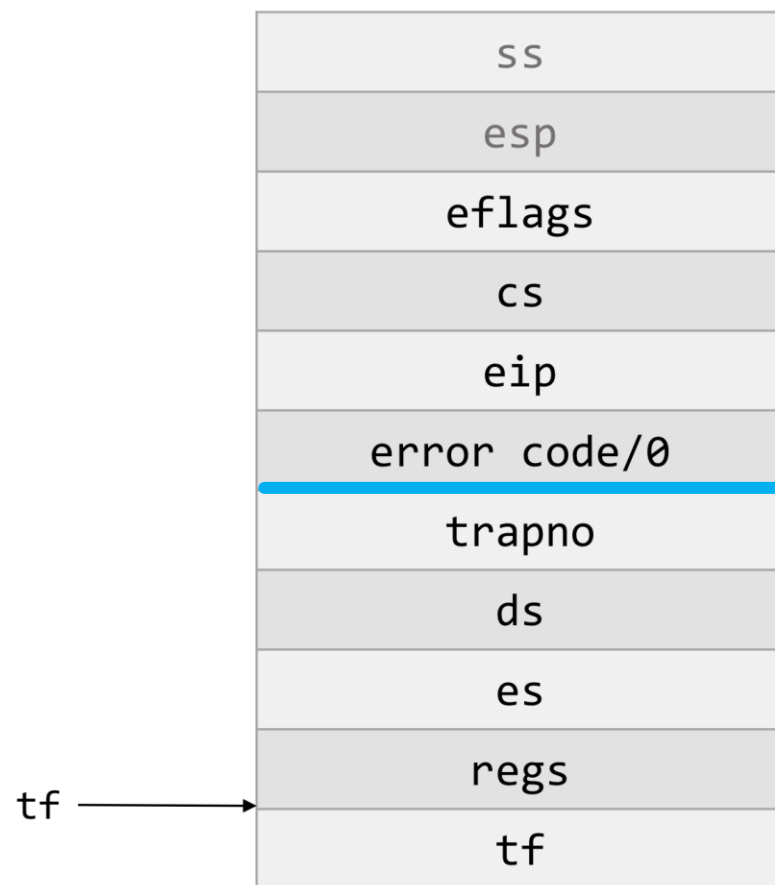 ss
esp
eflags
cs
eip
error code/0
trapno
ds
es
regs
tf
tf